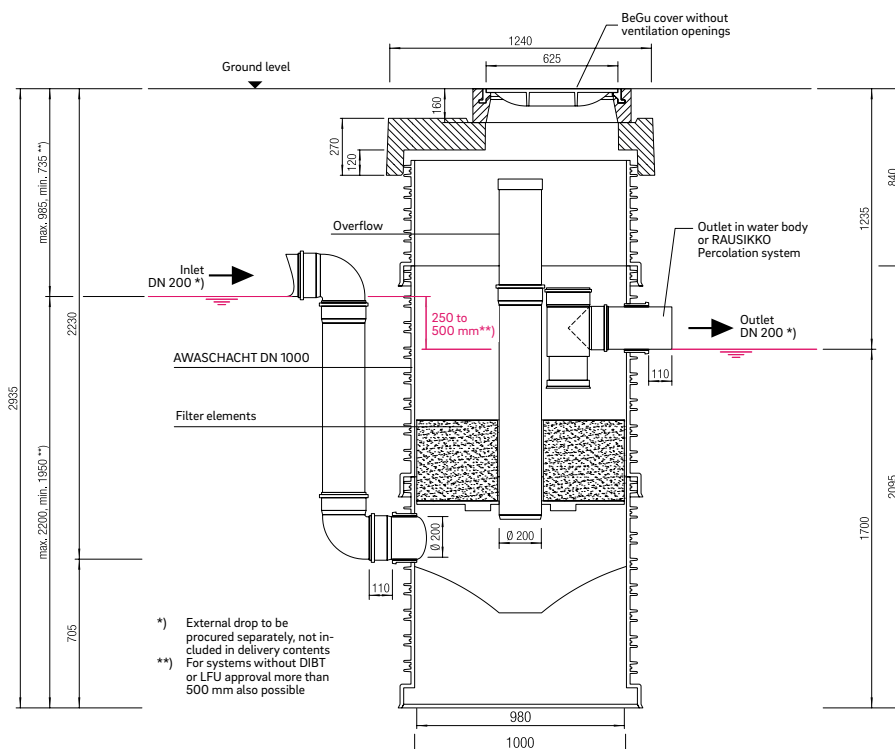 BeGu cover without
ventilation openings
1240
625
Ground level
160
270
120
max. 985, min. 735 **)
840
1235
Overflow
Outlet in water body
or RAUSIKKO
Percolation system
Inlet
DN 200 *)
2230
250 to
500 mm**)
Outlet
DN 200 *)
AWASCHACHT DN 1000
110
2935
Filter elements
max. 2200, min. 1950 **)
2095
1700
Ø 200
Ø 200
110
705
*) External drop to be
procured separately, not in-
cluded in delivery contents
**) For systems without DIBT
or LFU approval more than
500 mm also possible
980
1000